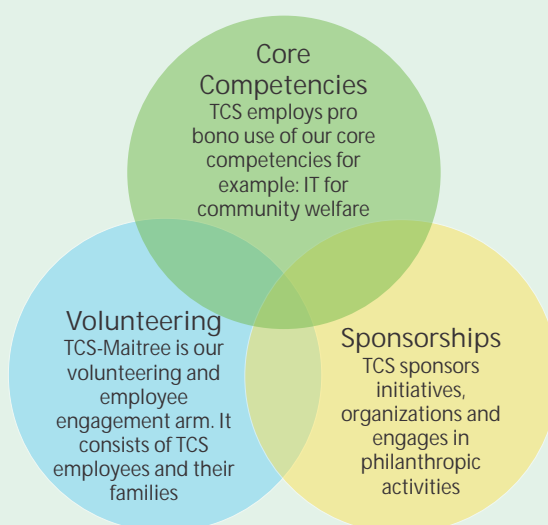 Core
Competencies
TCS employs pro
bono use of our core
competencies for
example: IT for
community welfare
Volunteering
TCS-Maitree is our
volunteering and
employee
engagement arm. It
consists of TCS
employees and their
families
Sponsorships
TCS sponsors
initiatives,
organizations and
engages in
philanthropic
activities